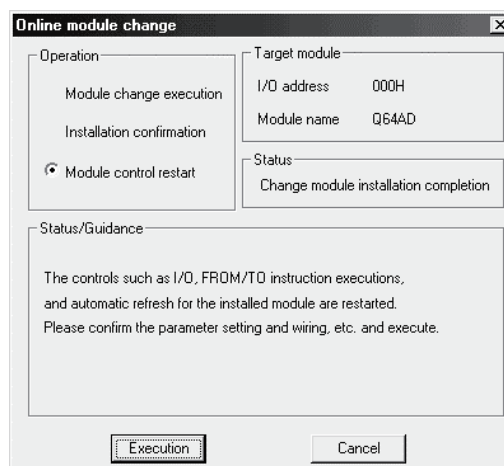 Online module change
Operation
Module change execution
Installation confirmation
Module control restart
Target module
I/O address 000H
Module name Q64AD
Status
Change module installation completion
Status/Guidance
The controls such as I/O, FROM/TO instruction executions,
and automatic refresh for the installed module are restarted.
Please confirm the parameter setting and wiring, etc. and execute.
Execution
Cancel